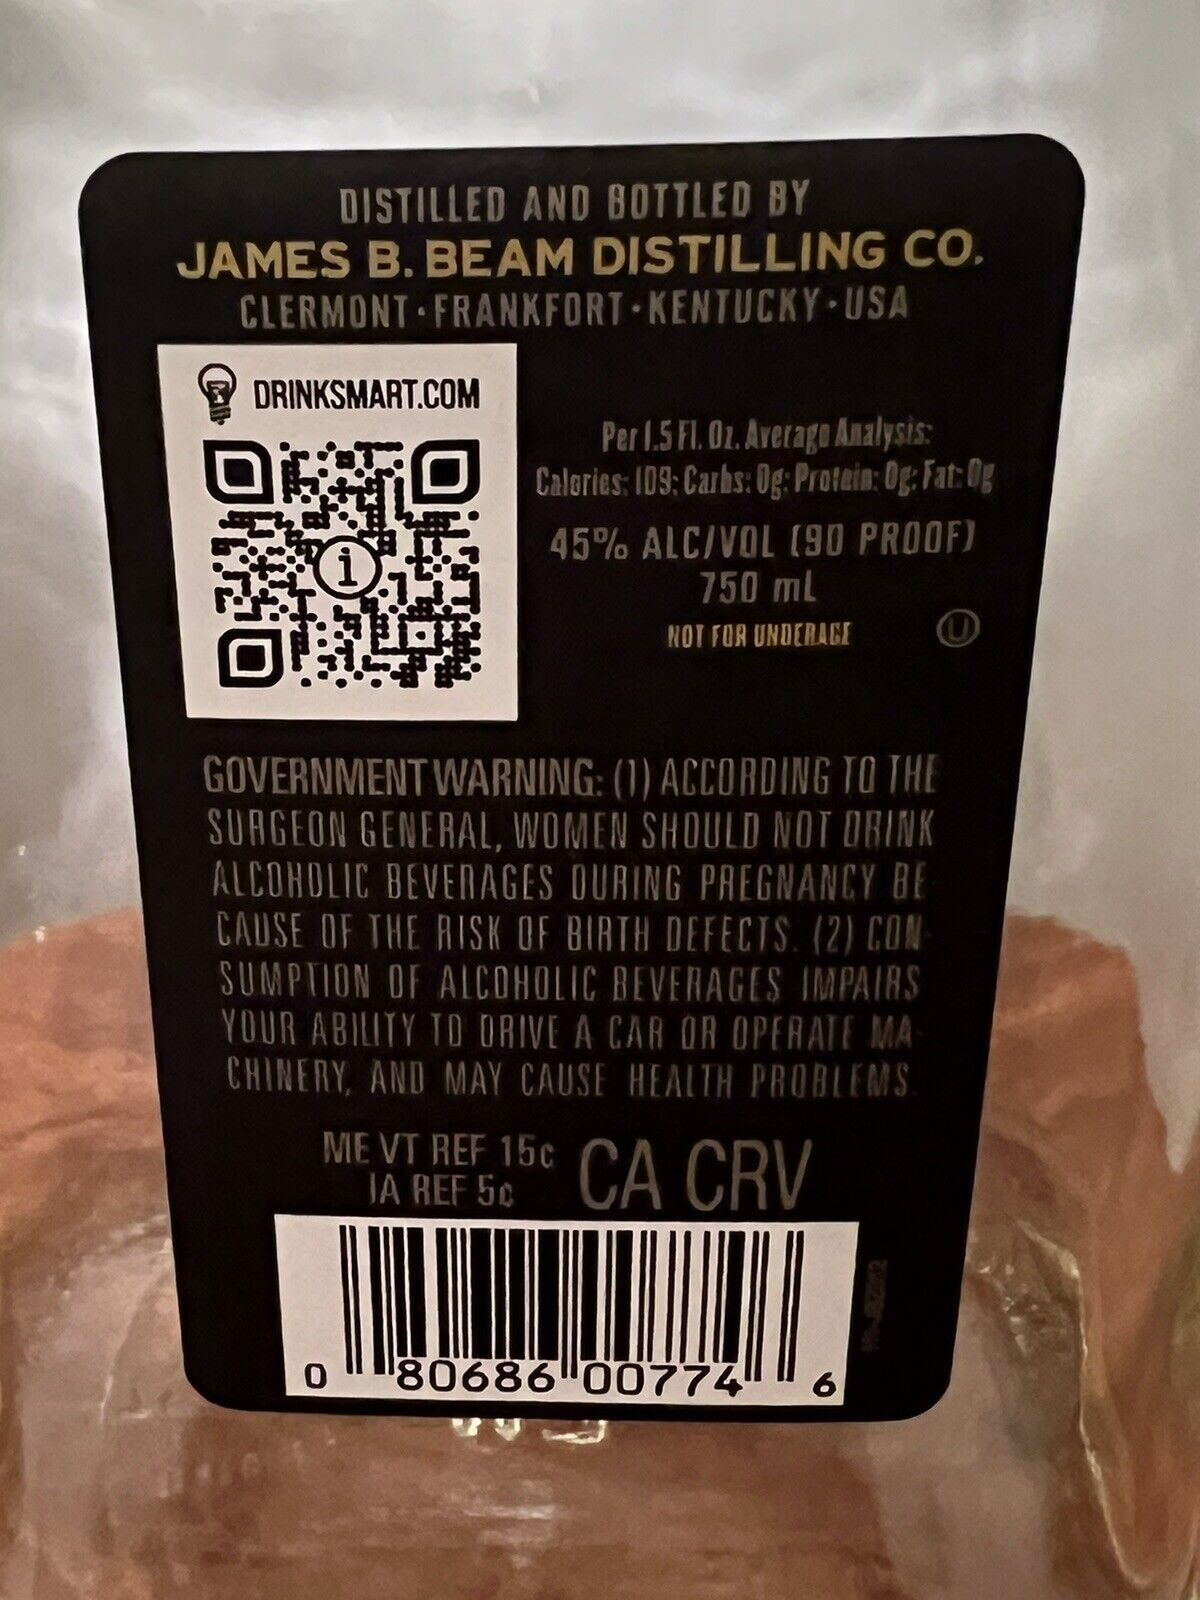 DISTILLED AND BOTTLED BY
JAMES B. BEAM DISTILLING CO.
CLERMONT · FRANKFORT · KENTUCKY · USA
DRINKSMART.COM
i
Per 1.5 Fl. Oz. Average Analysis:
Calories: 109; Carbs: 0g; Protein: 0g; Fat: 0g
45% ALC/VOL (90 PROOF)
750 mL
NOT FOR UNDERAGE
U
GOVERNMENT WARNING: (1) ACCORDING TO THE
SURGEON GENERAL, WOMEN SHOULD NOT DRINK
ALCOHOLIC BEVERAGES DURING PREGNANCY BE-
CAUSE OF THE RISK OF BIRTH DEFECTS. (2) CON-
SUMPTION OF ALCOHOLIC BEVERAGES IMPAIRS
YOUR ABILITY TO DRIVE A CAR OR OPERATE MA-
CHINERY, AND MAY CAUSE HEALTH PROBLEMS.
ME VT REF 15¢
IA REF 5¢
CA CRV
0 80686 00774 6